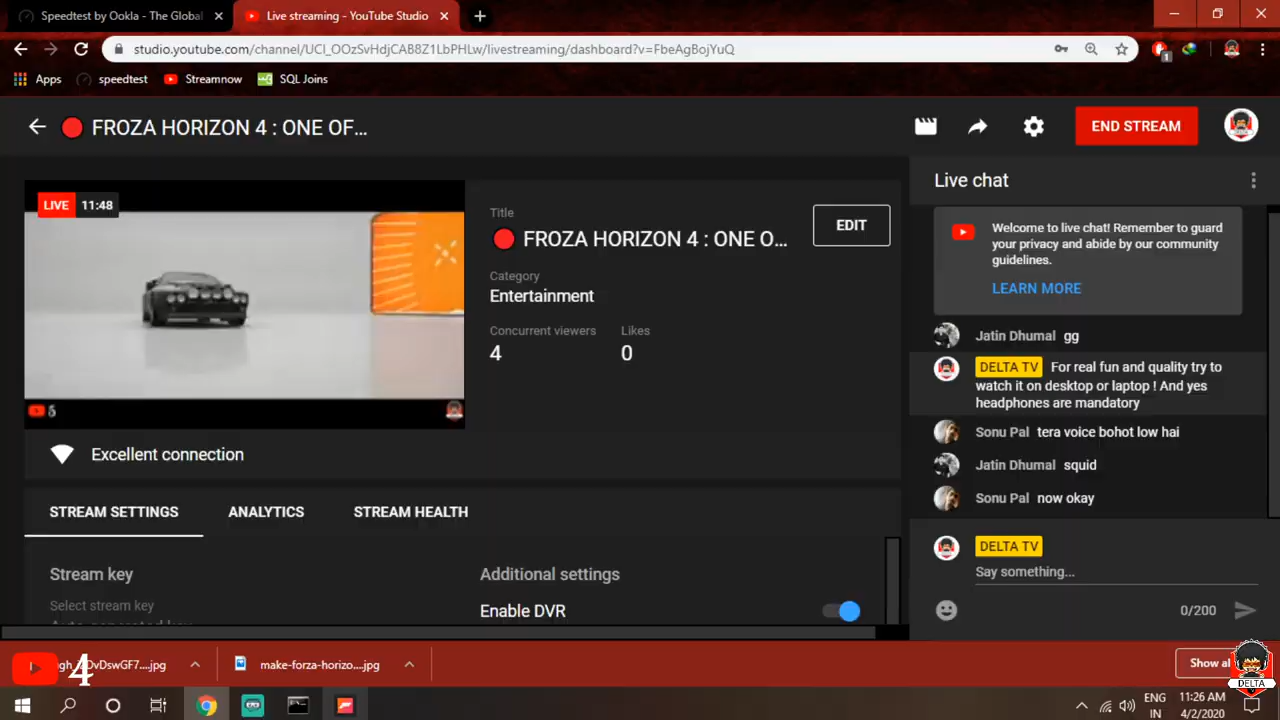 Speedtest by Ookla - The Global
Live streaming - YouTube Studio
studio.youtube.com/channel/UCI_OOzSvHdjCAB8Z1LbPHLw/livestreaming/dashboard?v=FbeAgBojYuQ
1
Apps
speedtest
Streamnow
SQL Joins
FROZA HORIZON 4 : ONE OF...
END STREAM
LIVE 11:48
Title
FROZA HORIZON 4 : ONE O...
EDIT
Category
Entertainment
Concurrent viewers
Likes
4
0
Excellent connection
STREAM SETTINGS
ANALYTICS
STREAM HEALTH
Stream key
Select stream key
Additional settings
Enable DVR
Live chat
Welcome to live chat! Remember to guard
your privacy and abide by our community
guidelines.
LEARN MORE
Jatin Dhumal gg
DELTA TV For real fun and quality try to
watch it on desktop or laptop ! And yes
headphones are mandatory
Sonu Pal tera voice bohot low hai
Jatin Dhumal squid
Sonu Pal now okay
DELTA TV
Say something...
0/200
4
make-forza-horizo....jpg
DELTA
ENG
IN
11:26 AM
4/2/2020